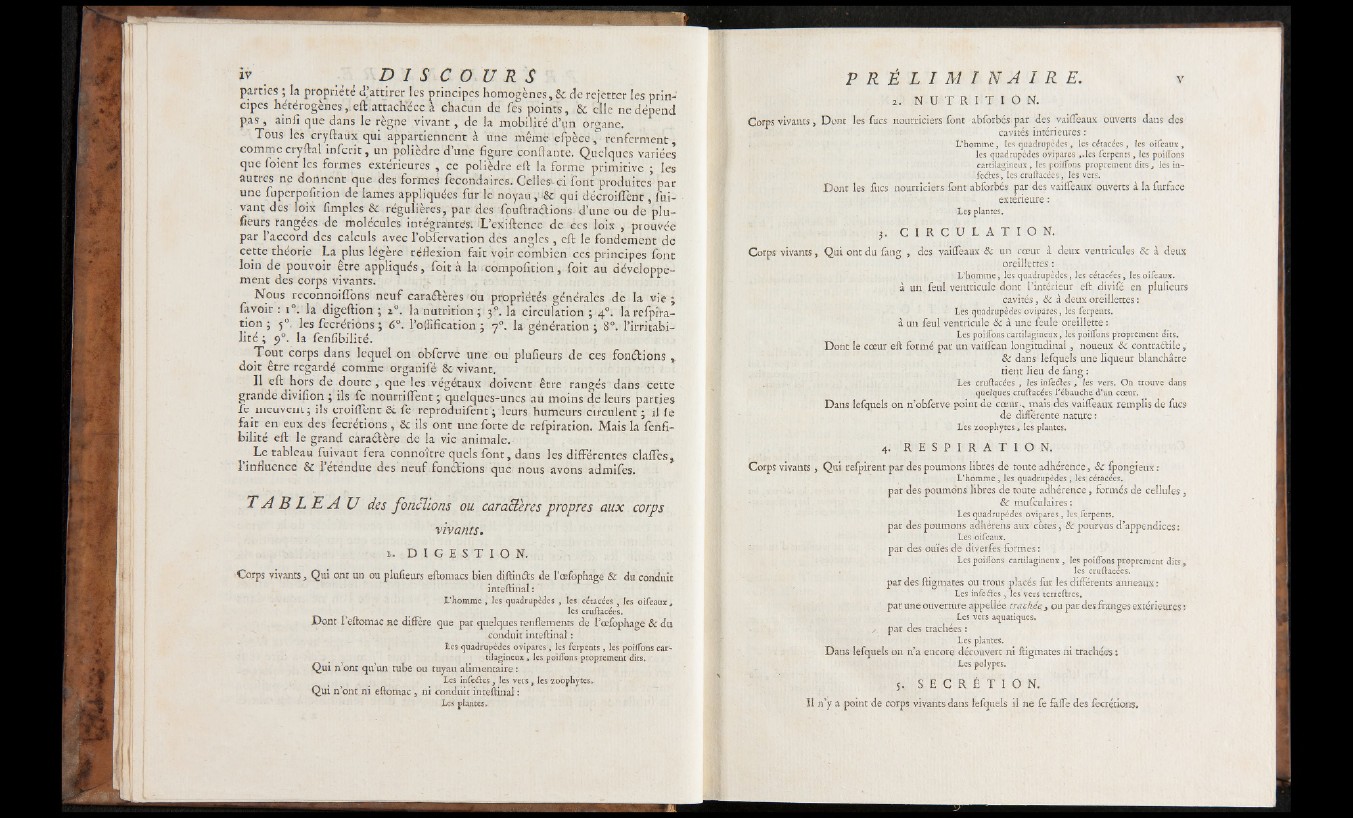 iv DISCOURS
parties ; la propriété d'attirer les principes homogènes, & de rejetter les prin-
cipes hétérogènes, eſt attachéee à chacun de ſes points, & elle ne dépend
pas, ainſi que dans le règne vivant, de la mobilité d'un organe.
Tous les cryſtaux qui appartiennent à une même eſpèce, renferment,
comme cryſtal inſcrit, un polièdre d'une figure conſtante. Quelques variées
que ſoient les formes extérieures, ce polièdre eſt la forme primitive ; les
autres ne donnent que des formes ſecondaires. Celles-ci ſont produites par
une ſuperpoſition de lames appliquées ſur le noyau, & qui décroiſſent, ſui-
vant des loix ſimples & régulières, par des ſouſtractions d'une ou de plu-
ſieurs rangées de molécules intégrantes. L'exiſtence de ces loix, prouvée
par l'accord des calculs avec l'obſervation des angles, eſt le fondement de
cette théorie La plus légère réflexion fait voir combien ces principes ſont
loin de pouvoir être appliqués, ſoit à la compoſition, ſoit au développe-
ment des corps vivants.
Nous reconnoiſſons neuf caractères ou propriétés générales de la vie ;
ſavoir : 1°. la digeſtion ; 2°. la nutrition ; 3°. la circulation ; 4°. la reſpira-
tion ; 5°. les ſecrétions ; 6°. l'oſſification ; 7°. la génération ; 8°. l'irritabi-
lité ; 9°. la ſenſibilité.
Tout corps dans lequel on obſerve une ou pluſieurs de ces fonctions,
doit être regardé comme organiſé & vivant.
Il eſt hors de doute, que les végétaux doivent être rangés dans cette
grande diviſion ; ils ſe nourriſſent ; quelques-unes au moins de leurs parties
ſe meuvent ; ils croiſſent & ſe reproduiſent ; leurs humeurs circulent ; il ſe
fait en eux des ſecrétions, & ils ont une ſorte de reſpiration. Mais la ſenſi-
bilité eſt le grand caractère de la vie animale.
Le tableau ſuivant ſera connoître quels ſont, dans les différentes claſſes,
l'influence & l'étendue des neuf fonctions que nous avons admiſes.
TABLEAU des fonctions ou caractères propres aux corps
vivants.
1. DIGESTION.
Corps vivants, Qui ont un ou pluſieurs eſtomacs bien diſtincts de l'œſophage & du conduit
inteſtinal :
L'homme, les quadrupèdes, les cétacées, les oiſeaux,
les cruſtacées.
Dont l'eſtomac ne diffère que par quelques renflements de l'œſophage & du
conduit inteſtinal :
Les quadrupèdes ovipares, les ſerpents, les poiſſons car-
tilagineux, les poiſſons proprement dits.
Qui n'ont qu'un tube ou tuyau alimentaire :
Les inſectes, les vers, les zoophytes.
Qui n'ont ni eſtomac, ni conduit inteſtinal :
Les plantes.
PRÉLIMINAIRE. v
2. NUTRITION.
Corps vivants, Dont les ſucs nourriciers ſont abſorbés par des vaiſſeaux ouverts dans des
cavités intérieures :
L'homme, les quadrupèdes, les cétacées, les oiſeaux,
les quadrupèdes ovipares, les ſerpents, les poiſſons
cartilagineux, les poiſſons proprement dits, les in-
ſectes, les cruſtacées, les vers.
Dont les ſucs nourriciers ſont abſorbés par des vaiſſeaux ouverts à la ſurface
extérieure :
Les plantes.
3. CIRCULATION.
Corps vivants, Qui ont du ſang, des vaiſſeaux & un cœur à deux ventricules & à deux
oreillettes :
L'homme, les quadrupèdes, les cétacées, les oiſeaux.
à un ſeul ventricule dont l'intérieur eſt diviſé en pluſieurs
cavités, & à deux oreillettes :
Les quadrupèdes ovipares, les ſerpents.
à un ſeul ventricule & à une ſeule oreillette :
Les poiſſons cartilagineux, les poiſſons proprement dits.
Dont le cœur eſt formé par un vaiſſeau longitudinal, noueux & contractile,
& dans leſquels une liqueur blanchâtre
tient lieu de ſang :
Les cruſtacées, les inſectes, les vers. On trouve dans
quelques cruſtacées l'ébauche d'un cœur.
Dans leſquels on n'obſerve point de cœur, mais des vaiſſeaux remplis de ſucs
de différente nature :
Les zoophytes, les plantes.
4. RESPIRATION.
Corps vivants, Qui reſpirent par des poumons libres de toute adhérence, & ſpongieux :
L'homme, les quadrupèdes, les cétacées.
par des poumons libres de toute adhérence, formés de cellules,
& muſculaires :
Les quadrupèdes ovipares, les ſerpents.
par des poumons adhérens aux côtes, & pourvus d'appendices :
Les oiſeaux.
par des ouïes de diverſes formes :
Les poiſſons cartilagineux, les poiſſons proprement dits,
les cruſtacées.
par des ſtigmates ou trous placés ſur les différents anneaux :
Les inſectes, les vers terreſtres.
par une ouverture appellée trachée, ou par des franges extérieures :
Les vers aquatiques.
par des trachées :
Les plantes.
Dans leſquels on n'a encore découvert ni ſtigmates ni trachées :
Les polypes.
5. SECRÉTION.
Il n'y a point de corps vivants dans leſquels il ne ſe faſſe des ſecrétions.